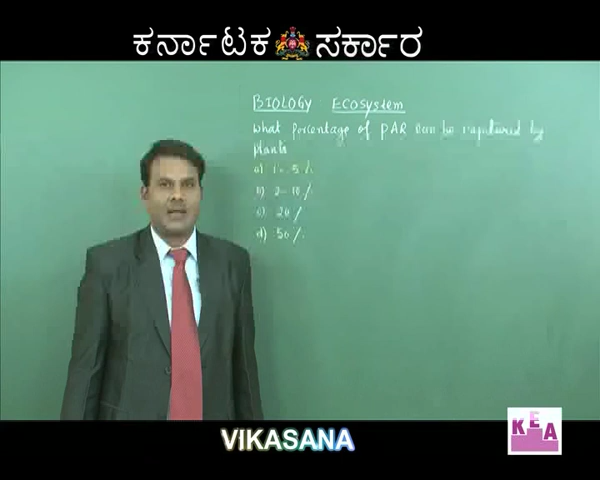 ಕರ್ನಾಟಕ ಸರ್ಕಾರ
BIOLOGY ECOSystem
what percentage of PAR can be captured by
plants
a) 1-5%
b) 2-10%
c) 20%
d) 50%
KEA
VIKASANA